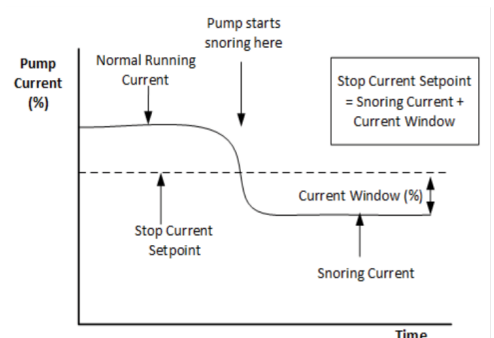 Pump starts
snoring here
Pump
Current
(%)
Normal Running
Current
Stop Current Setpoint
= Snoring Current +
Current Window
Current Window (%)
Stop Current
Setpoint
Snoring Current
Time